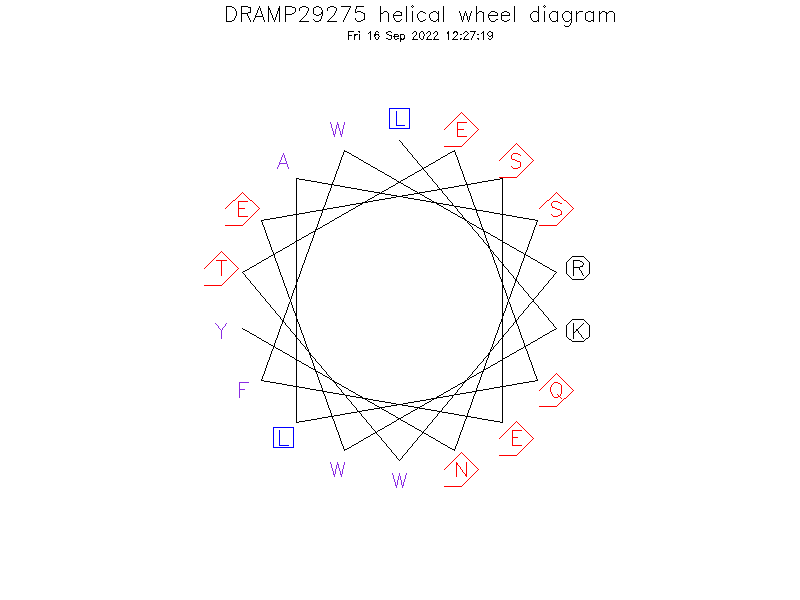 DRAMP29275 helical wheel diagram
Fri 16 Sep 2022 12:27:19
L
W E
A S
E S
T R
Y K
F Q
L E
W N
W